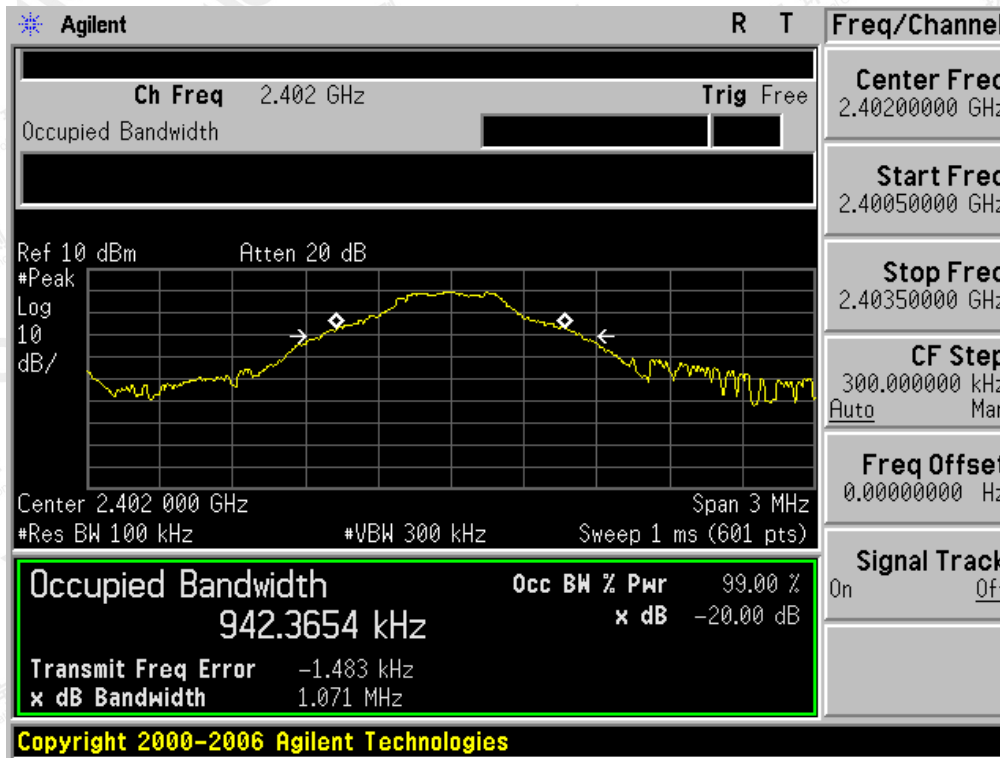 Agilent R T
Freq/Channel
Ch Freq 2.402 GHz Trig Free
Occupied Bandwidth
Center Freq
2.40200000 GHz
Start Freq
2.40050000 GHz
Stop Freq
2.40350000 GHz
CF Step
300.000000 kHz
Auto Man
Freq Offset
0.00000000 Hz
Signal Track
On Off
Ref 10 dBm Atten 20 dB
#Peak
Log
10
dB/
Center 2.402 000 GHz Span 3 MHz
#Res BW 100 kHz #VBW 300 kHz Sweep 1 ms (601 pts)
Occupied Bandwidth Occ BW % Pwr 99.00 %
942.3654 kHz x dB -20.00 dB
Transmit Freq Error -1.483 kHz
x dB Bandwidth 1.071 MHz
Copyright 2000-2006 Agilent Technologies